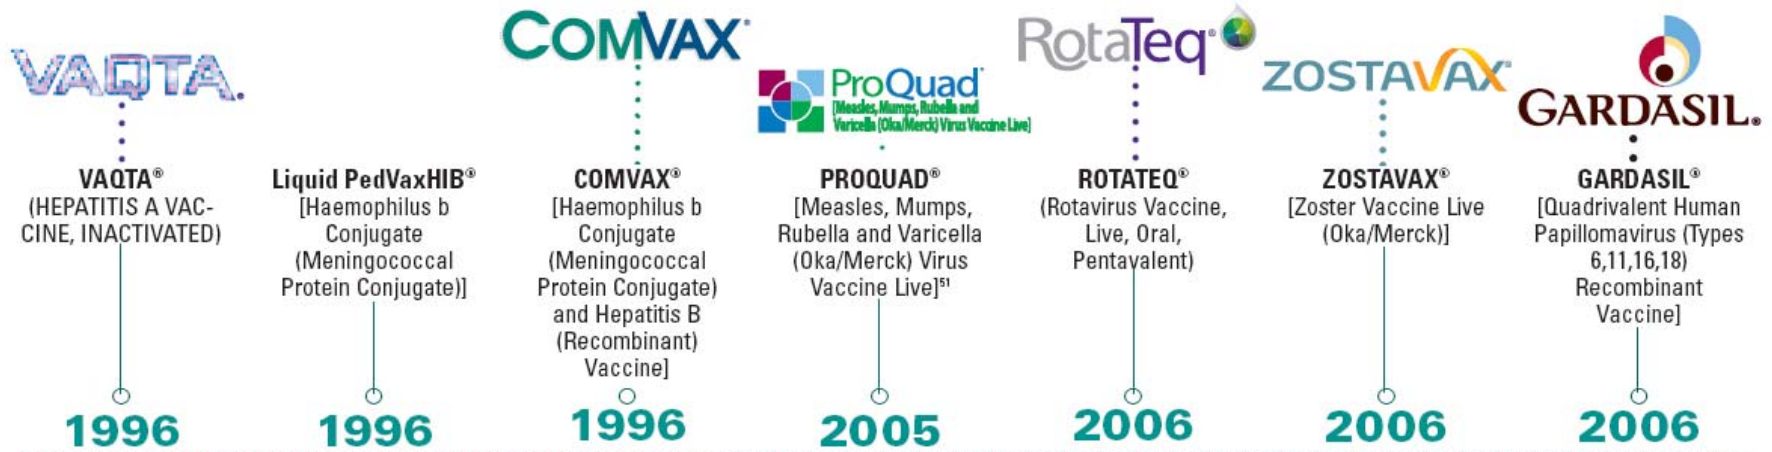 VAQTA®
COMVAX®
ProQuad®
[Measles, Mumps, Rubella and
Varicella (Oka/Merck) Virus Vaccine Live]
RotaTeq®
ZOSTAVAX®
GARDASIL®
VAQTA®
(HEPATITIS A VAC-
CINE, INACTIVATED)
1996
Liquid PedVaxHIB®
[Haemophilus b
Conjugate
(Meningococcal
Protein Conjugate)]
1996
COMVAX®
[Haemophilus b
Conjugate
(Meningococcal
Protein Conjugate)
and Hepatitis B
(Recombinant)
Vaccine]
1996
PROQUAD®
[Measles, Mumps,
Rubella and Varicella
(Oka/Merck) Virus
Vaccine Live]⁵¹
2005
ROTATEQ®
(Rotavirus Vaccine,
Live, Oral,
Pentavalent)
2006
ZOSTAVAX®
[Zoster Vaccine Live
(Oka/Merck)]
2006
GARDASIL®
[Quadrivalent Human
Papillomavirus (Types
6,11,16,18)
Recombinant
Vaccine]
2006